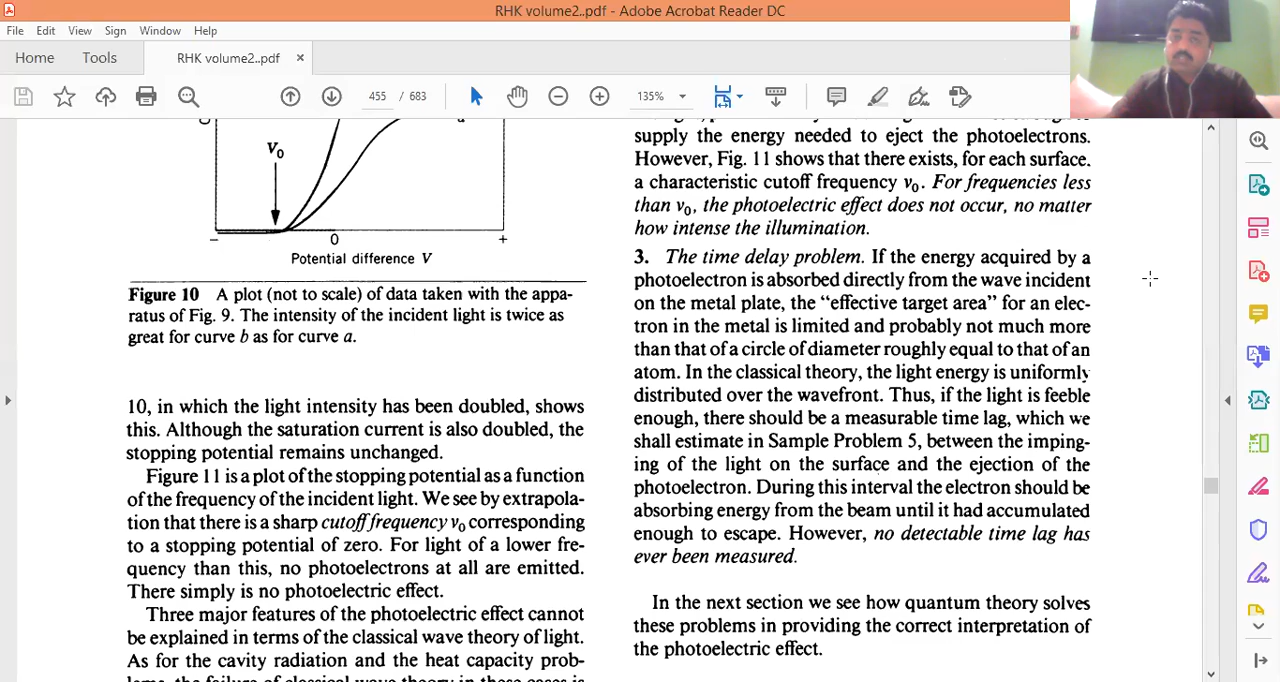 RHK volume2..pdf - Adobe Acrobat Reader DC
File Edit View Sign Window Help
Home Tools RHK volume2..pdf ×
455 / 683 135%
V₀
− 0 +
Potential difference V
Figure 10 A plot (not to scale) of data taken with the appa-
ratus of Fig. 9. The intensity of the incident light is twice as
great for curve b as for curve a.
10, in which the light intensity has been doubled, shows
this. Although the saturation current is also doubled, the
stopping potential remains unchanged.
Figure 11 is a plot of the stopping potential as a function
of the frequency of the incident light. We see by extrapola-
tion that there is a sharp cutoff frequency ν₀ corresponding
to a stopping potential of zero. For light of a lower fre-
quency than this, no photoelectrons at all are emitted.
There simply is no photoelectric effect.
Three major features of the photoelectric effect cannot
be explained in terms of the classical wave theory of light.
As for the cavity radiation and the heat capacity prob-
lems, the failure of classical wave theory in these cases is
supply the energy needed to eject the photoelectrons.
However, Fig. 11 shows that there exists, for each surface,
a characteristic cutoff frequency ν₀. For frequencies less
than ν₀, the photoelectric effect does not occur, no matter
how intense the illumination.
3. The time delay problem. If the energy acquired by a
photoelectron is absorbed directly from the wave incident
on the metal plate, the “effective target area” for an elec-
tron in the metal is limited and probably not much more
than that of a circle of diameter roughly equal to that of an
atom. In the classical theory, the light energy is uniformly
distributed over the wavefront. Thus, if the light is feeble
enough, there should be a measurable time lag, which we
shall estimate in Sample Problem 5, between the imping-
ing of the light on the surface and the ejection of the
photoelectron. During this interval the electron should be
absorbing energy from the beam until it had accumulated
enough to escape. However, no detectable time lag has
ever been measured.
In the next section we see how quantum theory solves
these problems in providing the correct interpretation of
the photoelectric effect.